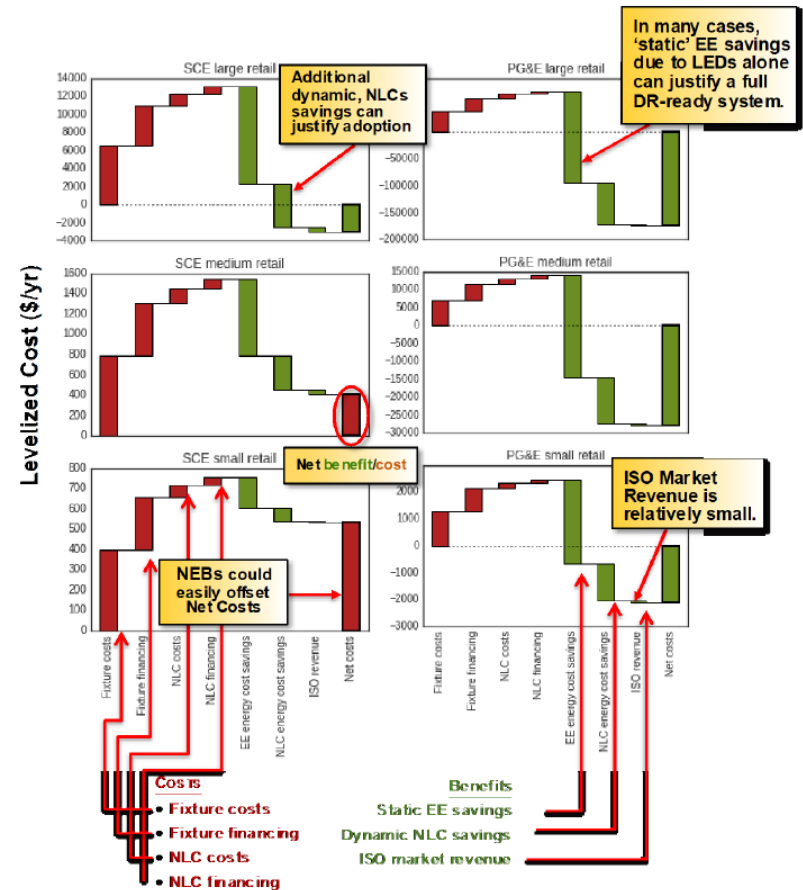 SCE large retail
14000
12000
10000
8000
6000
4000
2000
0
−2000
−4000
Additional
dynamic, NLCs
savings can
justify adoption
PG&E large retail
−50000
−100000
−150000
−200000
In many cases,
‘static’ EE savings
due to LEDs alone
can justify a full
DR-ready system.
Levelized Cost ($/yr)
SCE medium retail
1600
1400
1200
1000
800
600
400
200
0
PG&E medium retail
15000
10000
5000
0
−5000
−10000
−15000
−20000
−25000
−30000
Net benefit/cost
SCE small retail
800
700
600
500
400
300
200
100
0
NEBs could
easily offset
Net Costs
PG&E small retail
2000
1000
0
−1000
−2000
−3000
ISO Market
Revenue is
relatively small.
Fixture costs
Fixture financing
NLC costs
NLC financing
EE energy cost savings
NLC energy cost savings
ISO revenue
Net costs
Fixture costs
Fixture financing
NLC costs
NLC financing
EE energy cost savings
NLC energy cost savings
ISO revenue
Net costs
Costs
• Fixture costs
• Fixture financing
• NLC costs
• NLC financing
Benefits
Static EE savings
Dynamic NLC savings
ISO market revenue